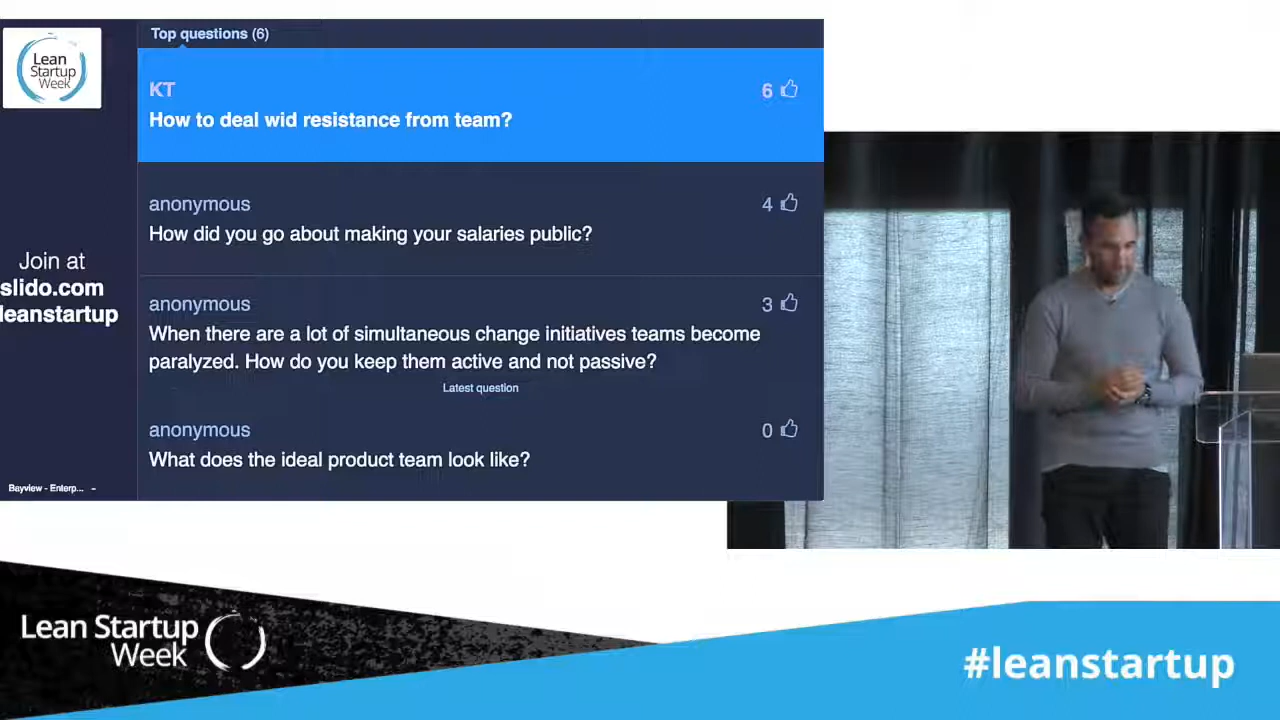 Lean
Startup
Week
Top questions (6)
KT
6
How to deal wid resistance from team?
anonymous
4
How did you go about making your salaries public?
anonymous
3
When there are a lot of simultaneous change initiatives teams become
paralyzed. How do you keep them active and not passive?
Latest question
anonymous
0
What does the ideal product team look like?
Join at
slido.com
leanstartup
Bayview - Enterp... -
Lean Startup
Week
#leanstartup